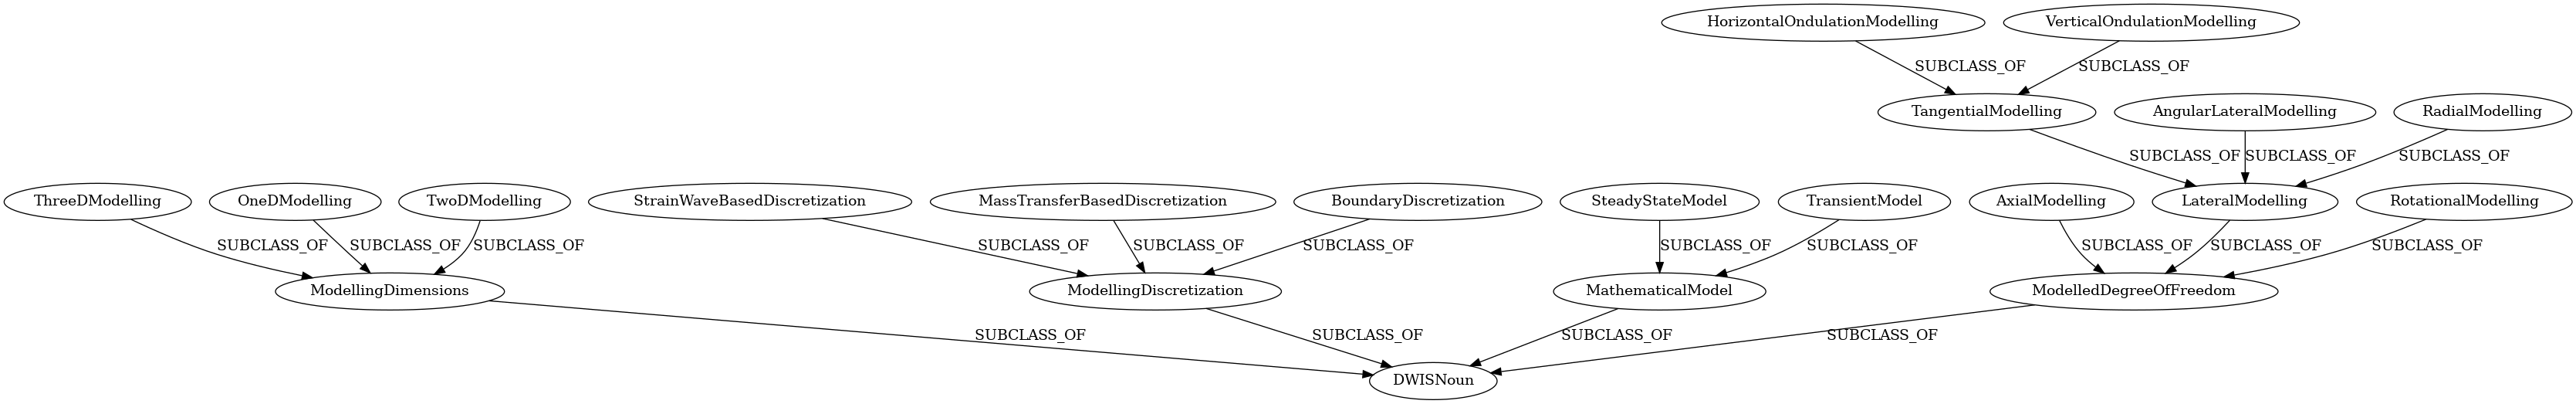 HorizontalOndulationModelling
VerticalOndulationModelling
SUBCLASS_OF
SUBCLASS_OF
TangentialModelling
AngularLateralModelling
RadialModelling
SUBCLASS_OF
SUBCLASS_OF
SUBCLASS_OF
ThreeDModelling
OneDModelling
TwoDModelling
StrainWaveBasedDiscretization
MassTransferBasedDiscretization
BoundaryDiscretization
SteadyStateModel
TransientModel
AxialModelling
LateralModelling
RotationalModelling
SUBCLASS_OF
SUBCLASS_OF
SUBCLASS_OF
SUBCLASS_OF
SUBCLASS_OF
SUBCLASS_OF
SUBCLASS_OF
SUBCLASS_OF
SUBCLASS_OF
SUBCLASS_OF
SUBCLASS_OF
ModellingDimensions
ModellingDiscretization
MathematicalModel
ModelledDegreeOfFreedom
SUBCLASS_OF
SUBCLASS_OF
SUBCLASS_OF
SUBCLASS_OF
DWISNoun